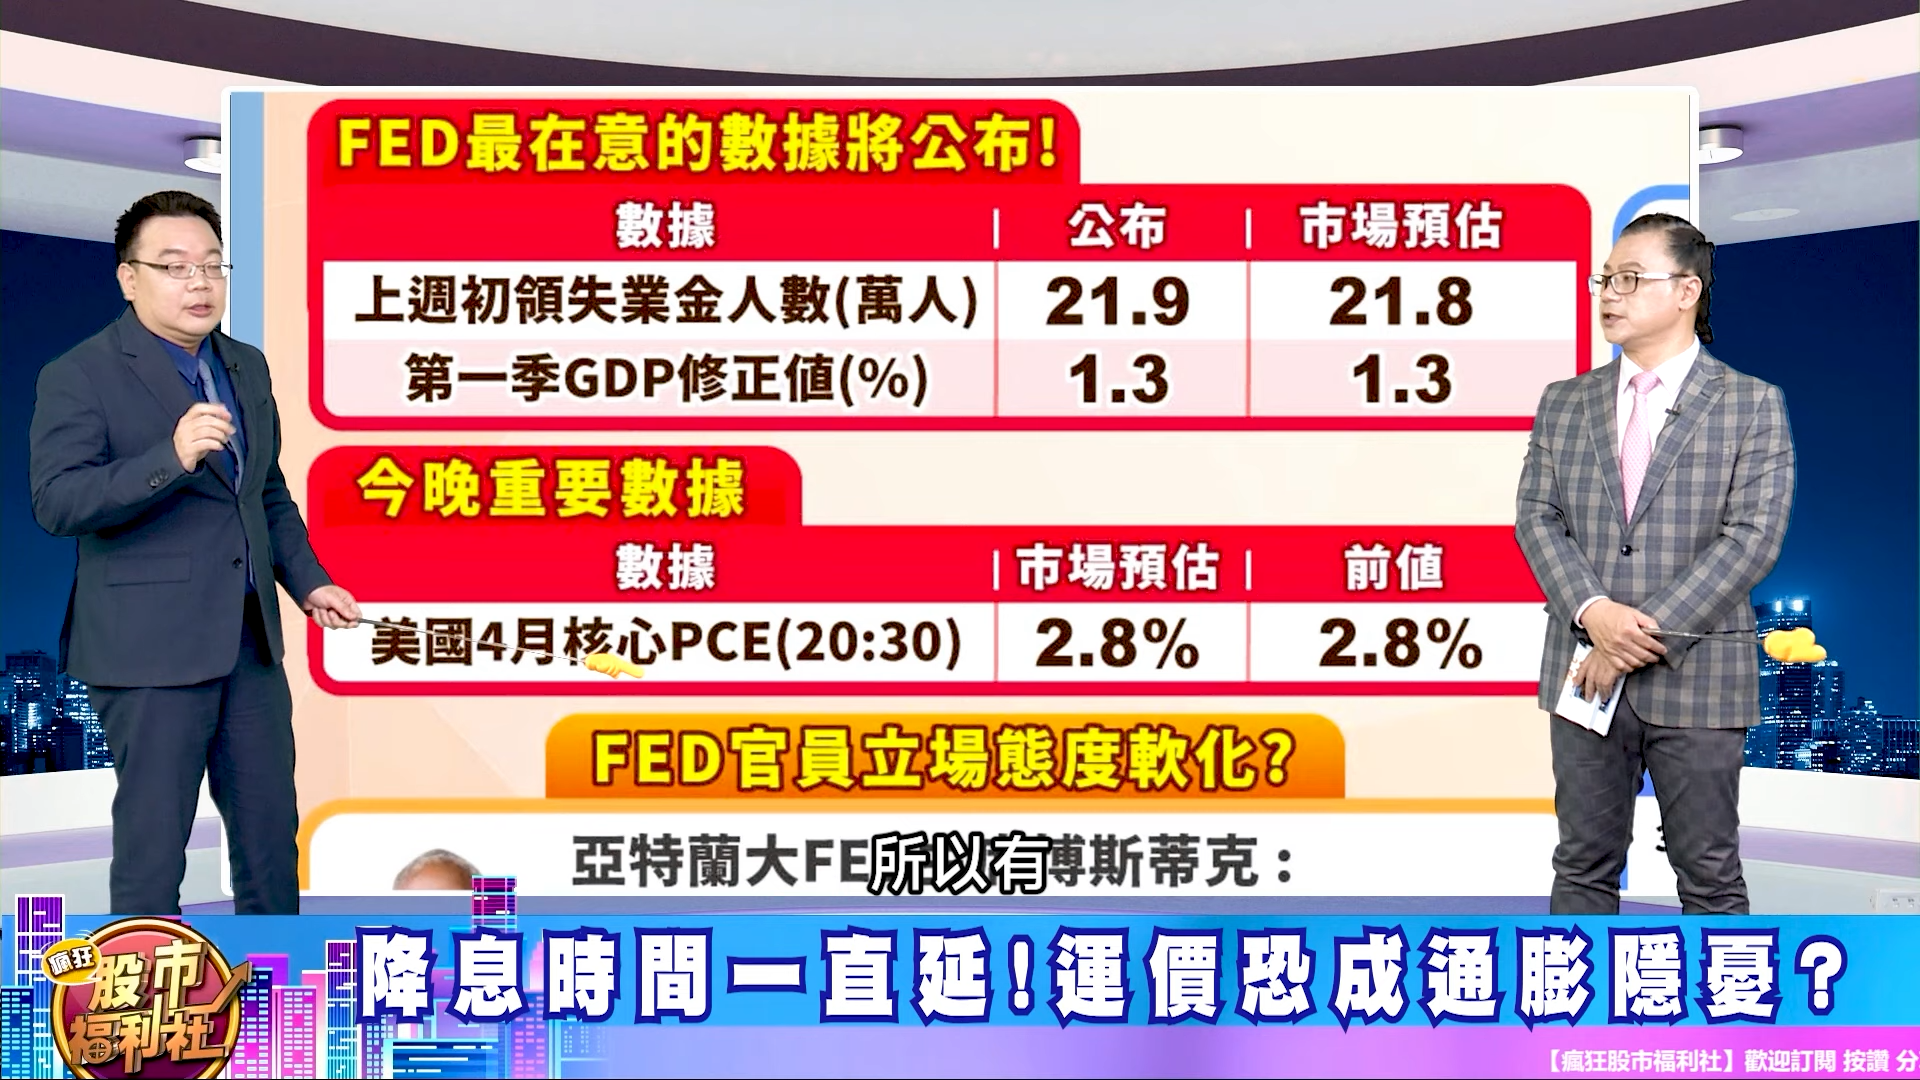 FED最在意的數據將公布!
數據 公布 市場預估
上週初領失業金人數(萬人) 21.9 21.8
第一季GDP修正值(%) 1.3 1.3
今晚重要數據
數據 市場預估 前值
美國4月核心PCE(20:30) 2.8% 2.8%
FED官員立場態度軟化?
亞特蘭大FE 博斯蒂克:
所以有
降息時間一直延!運價恐成通膨隱憂?
瘋狂
股市
福利社
【瘋狂股市福利社】歡迎訂閱 按讚 分